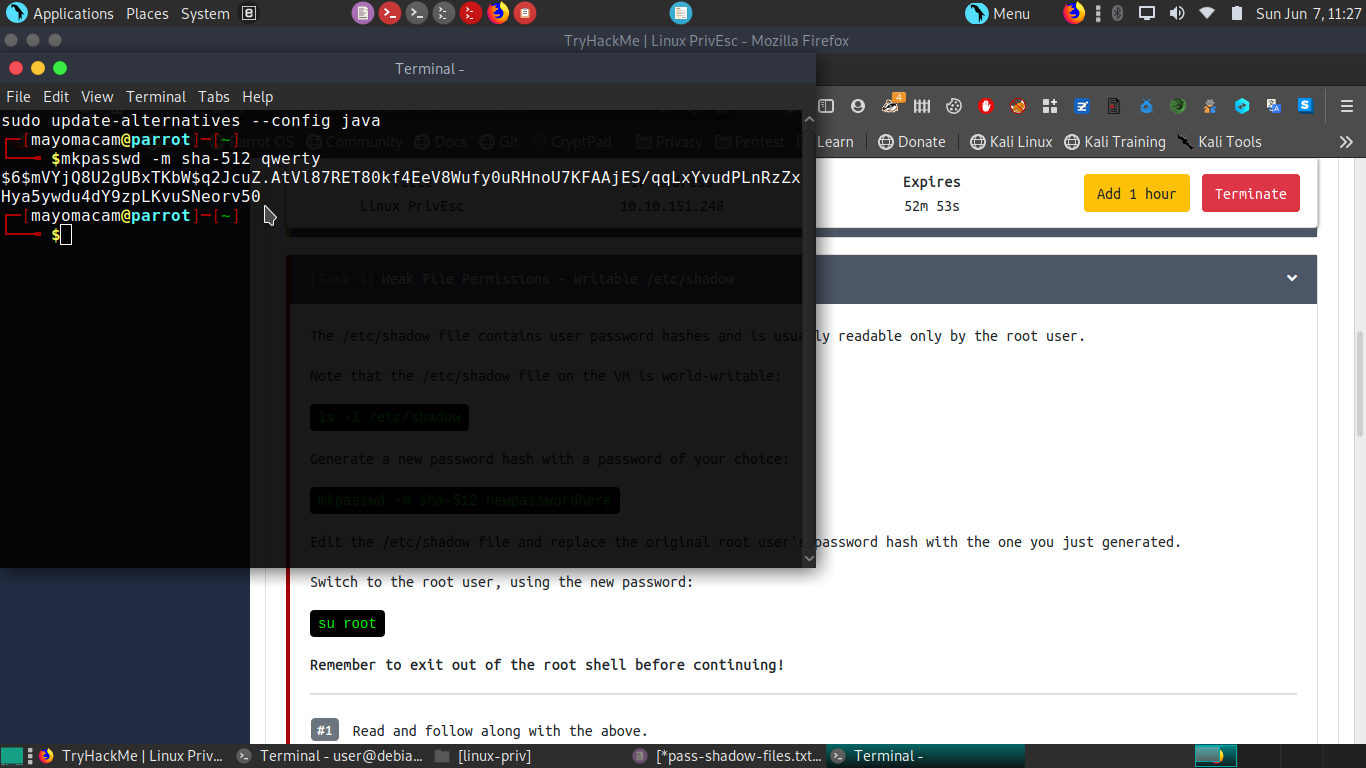 Applications Places System
Menu
Sun Jun 7, 11:27
TryHackMe | Linux PrivEsc - Mozilla Firefox
Terminal -
File Edit View Terminal Tabs Help
4
sudo update-alternatives --config java
┌─[mayomacam@parrot]─[~]
└──╼ $mkpasswd -m sha-512 qwerty
$6$mVYjQ8U2gUBxTKbW$q2JcuZ.AtVl87RET80kf4EeV8Wufy0uRHnoU7KFAAjES/qqLxYvudPLnRzZx
Hya5ywdu4dY9zpLKvuSNeorv50
┌─[mayomacam@parrot]─[~]
└──╼ $
Parrot OS Community Docs Git CryptPad Privacy Pentest Learn Donate Kali Linux Kali Training Kali Tools
Expires
Linux PrivEsc 10.10.151.248 52m 53s
Add 1 hour Terminate
[Task 4] Weak File Permissions - Writable /etc/shadow
The /etc/shadow file contains user password hashes and is usually readable only by the root user.
Note that the /etc/shadow file on the VM is world-writable:
ls -l /etc/shadow
Generate a new password hash with a password of your choice:
mkpasswd -m sha-512 newpasswordhere
Edit the /etc/shadow file and replace the original root user's password hash with the one you just generated.
Switch to the root user, using the new password:
su root
Remember to exit out of the root shell before continuing!
#1 Read and follow along with the above.
TryHackMe | Linux Priv... Terminal - user@debia... [linux-priv] [*pass-shadow-files.txt... Terminal -